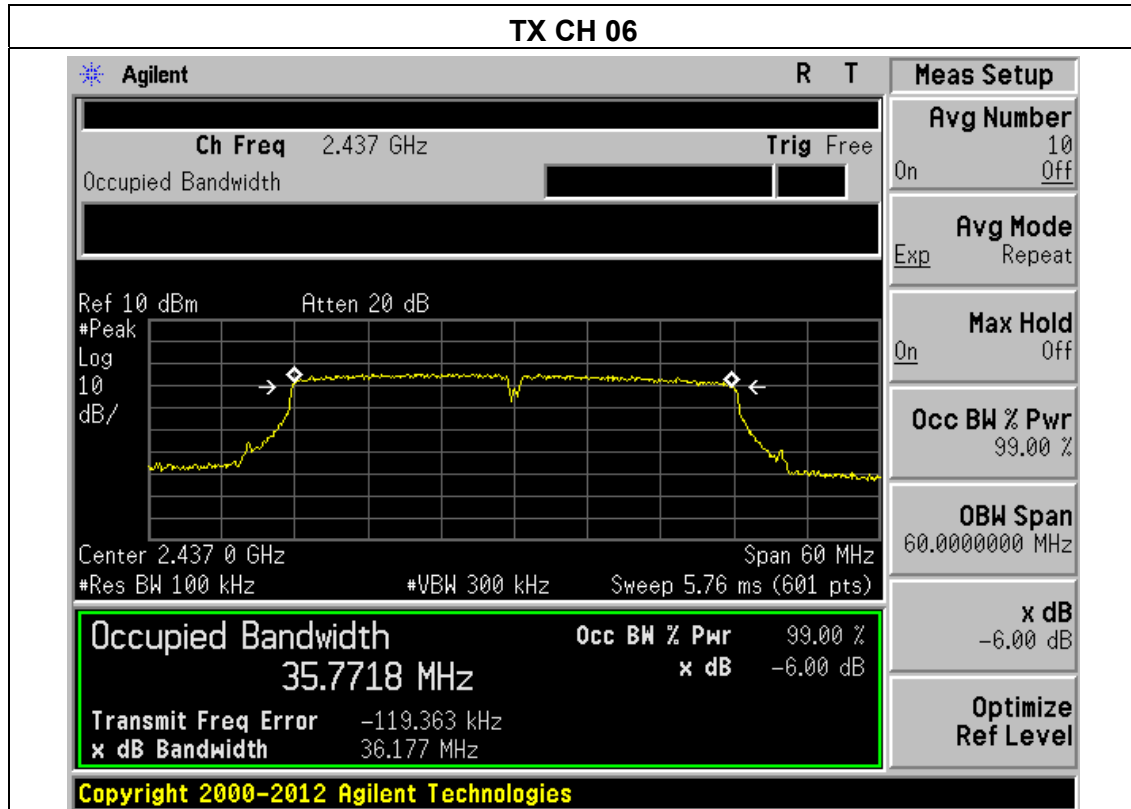 TX CH 06
Agilent R T Meas Setup
Ch Freq 2.437 GHz Trig Free
Occupied Bandwidth
Avg Number
10
On Off
Avg Mode
Exp Repeat
Max Hold
On Off
Occ BW % Pwr
99.00 %
OBW Span
60.0000000 MHz
x dB
-6.00 dB
Optimize
Ref Level
Ref 10 dBm Atten 20 dB
#Peak
Log
10
dB/
Center 2.437 0 GHz Span 60 MHz
#Res BW 100 kHz #VBW 300 kHz Sweep 5.76 ms (601 pts)
Occupied Bandwidth Occ BW % Pwr 99.00 %
35.7718 MHz x dB -6.00 dB
Transmit Freq Error -119.363 kHz
x dB Bandwidth 36.177 MHz
Copyright 2000-2012 Agilent Technologies